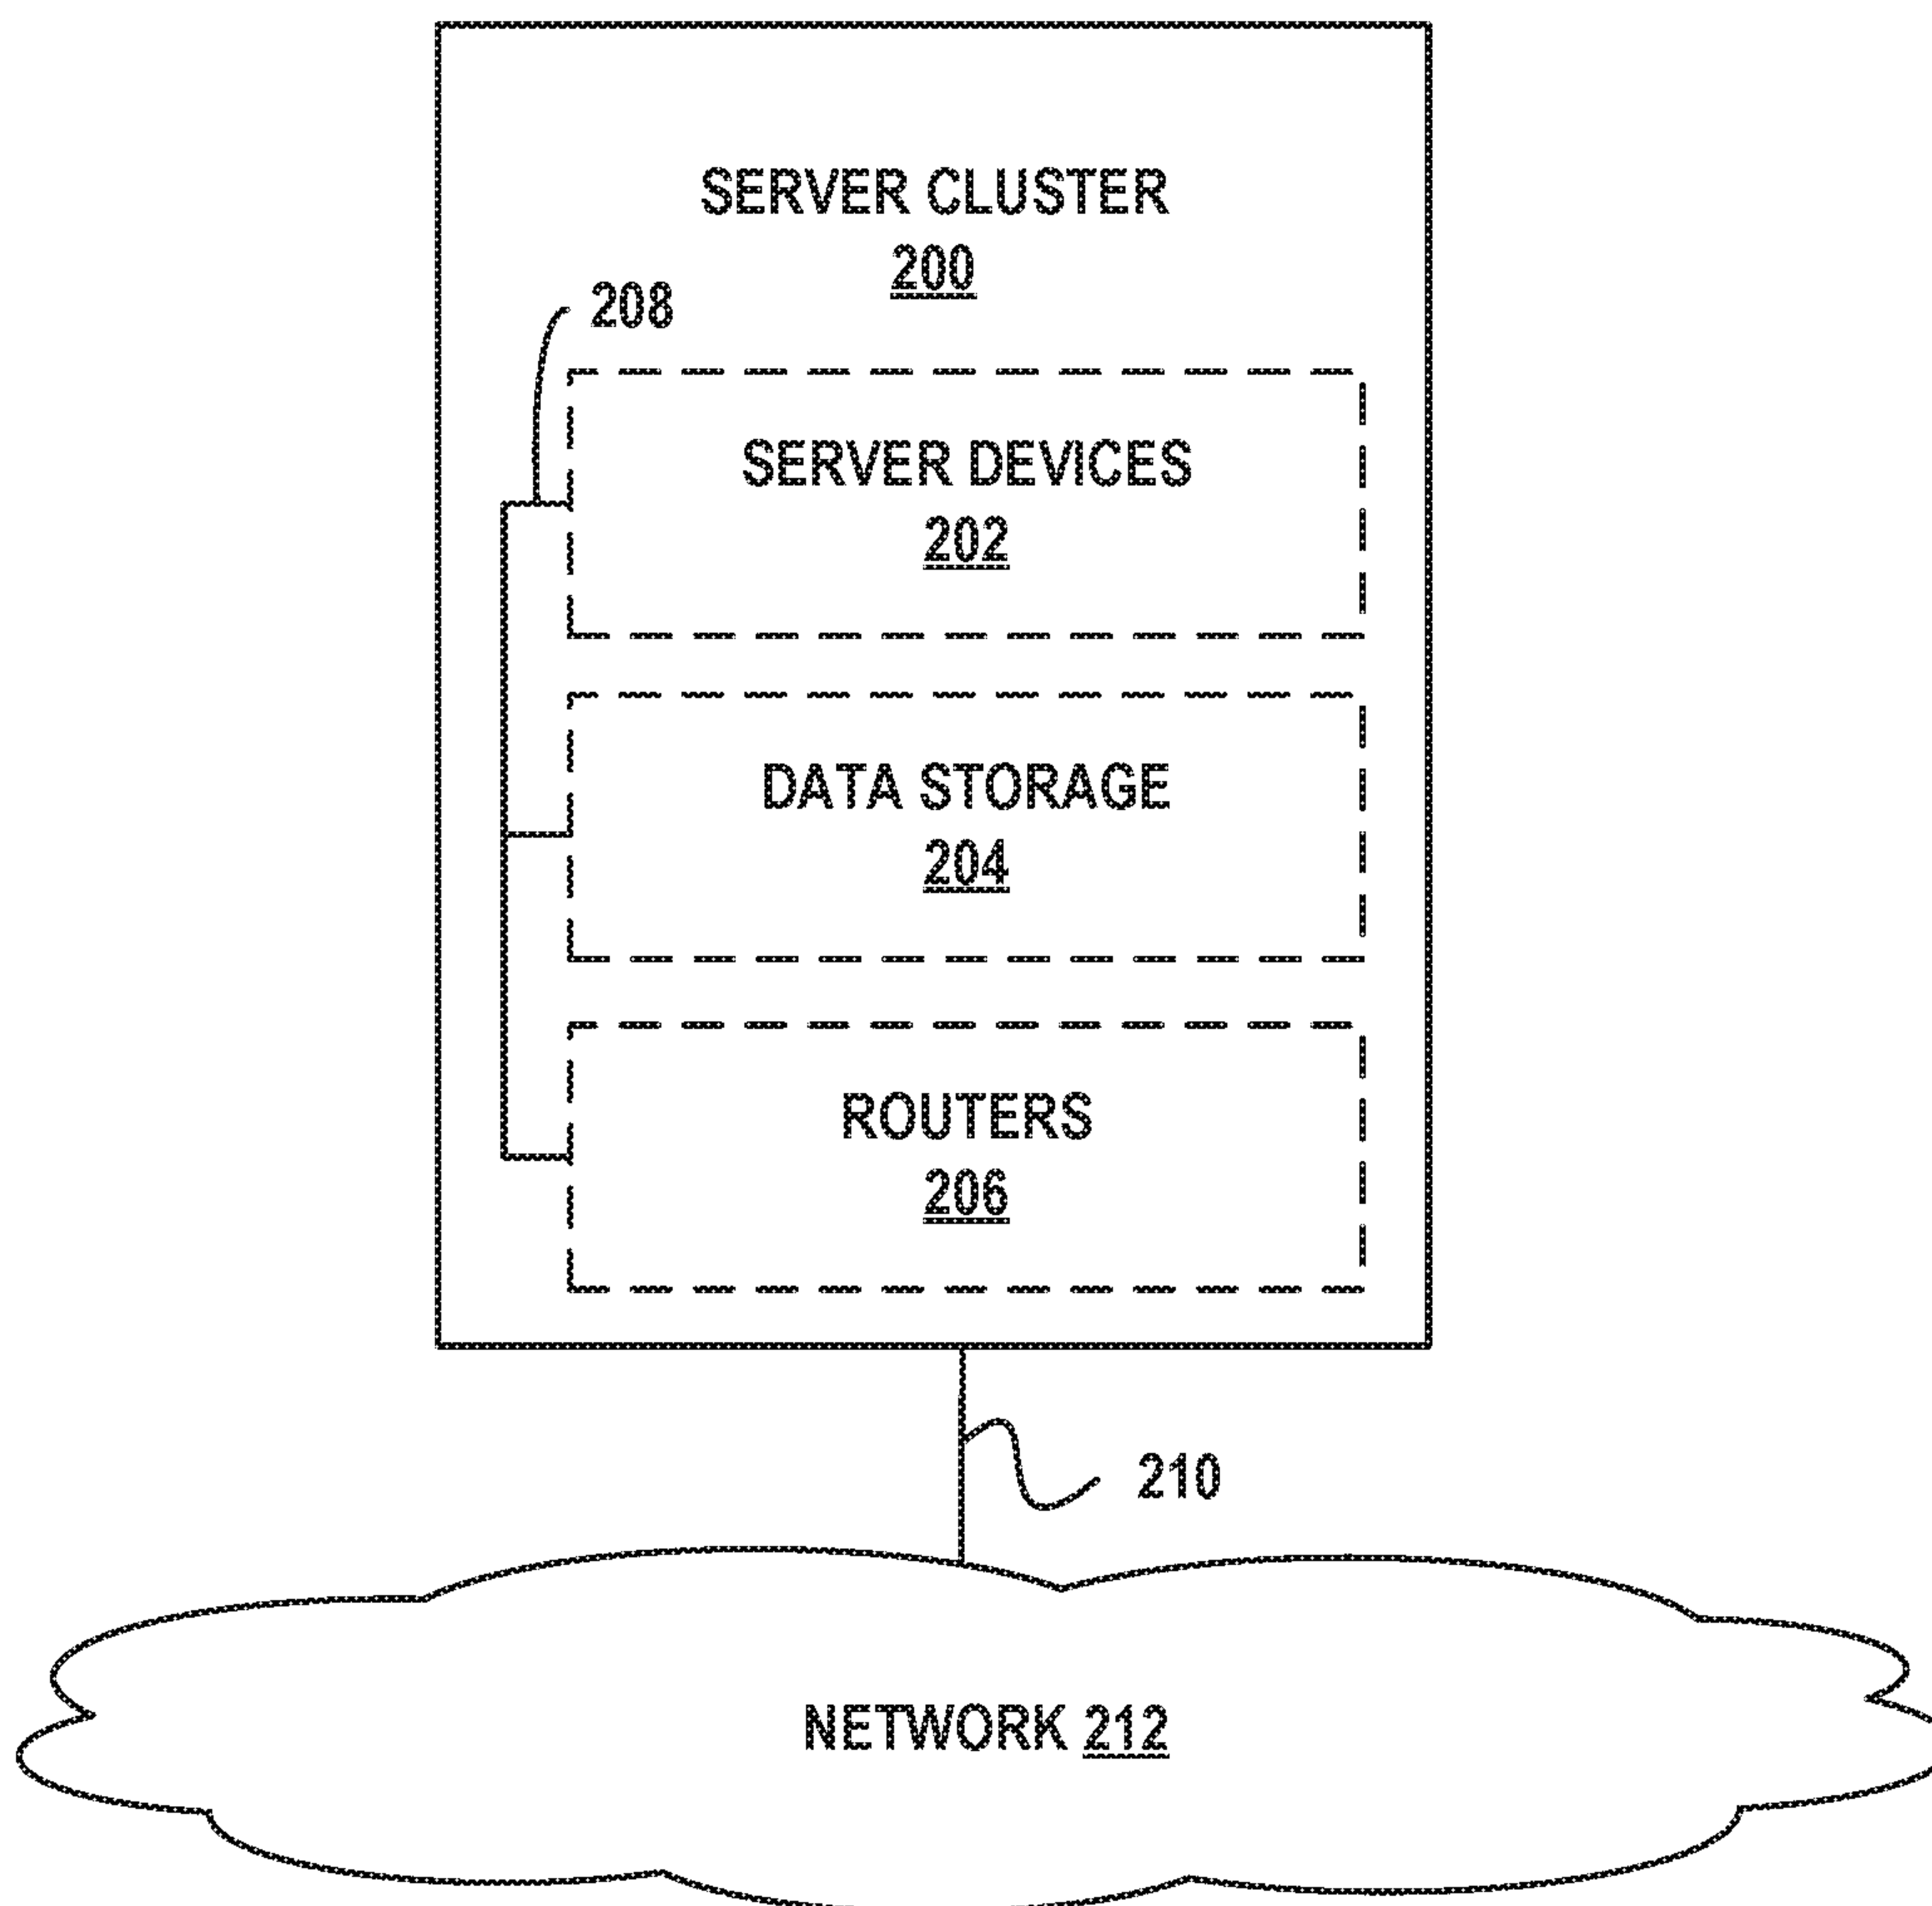 SERVER CLUSTER
200
208
SERVER DEVICES
202
DATA STORAGE
204
ROUTERS
206
210
NETWORK 212